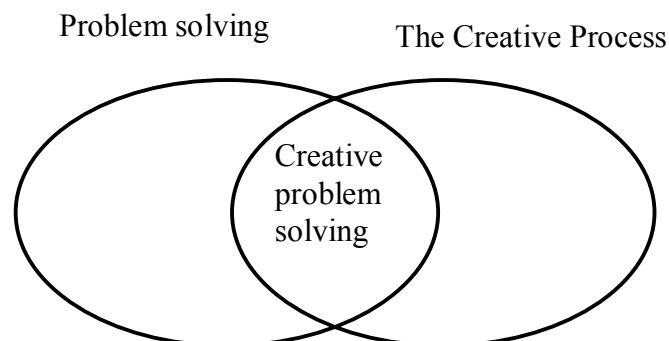 Problem solving
The Creative Process
Creative
problem
solving